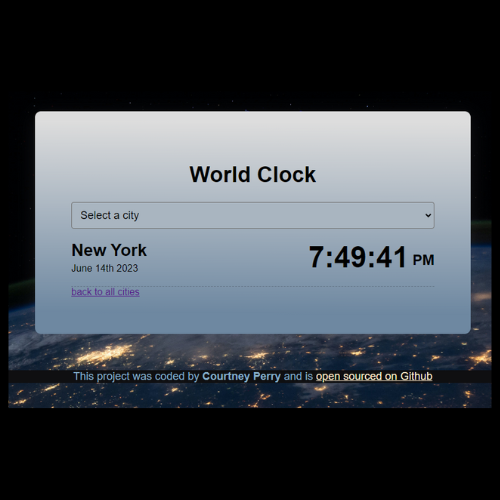 World Clock
Select a city
New York
7:49:41 PM
June 14th 2023
back to all cities
This project was coded by Courtney Perry and is open sourced on Github